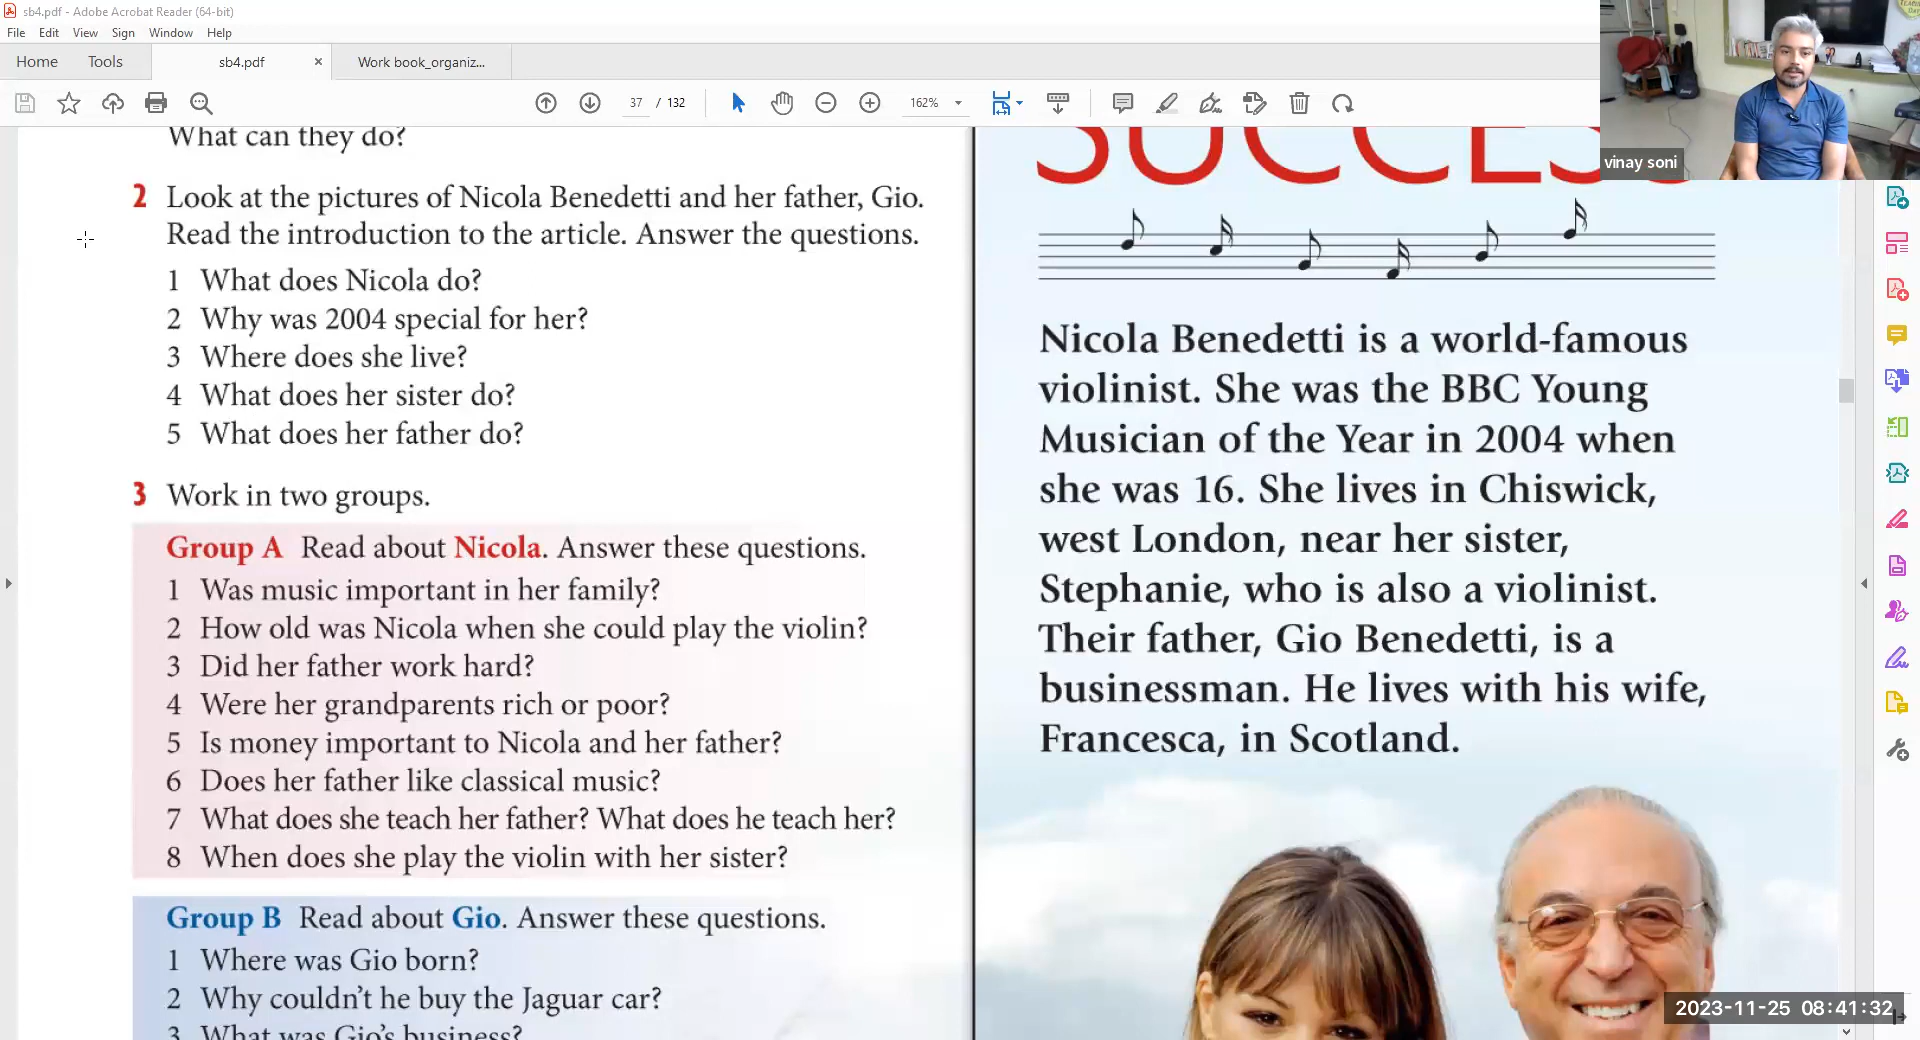 sb4.pdf - Adobe Acrobat Reader (64-bit)
File Edit View Sign Window Help
Home Tools sb4.pdf × Work book_organiz...
37 / 132 162%
What can they do?
2 Look at the pictures of Nicola Benedetti and her father, Gio.
Read the introduction to the article. Answer the questions.
1 What does Nicola do?
2 Why was 2004 special for her?
3 Where does she live?
4 What does her sister do?
5 What does her father do?
3 Work in two groups.
Group A Read about Nicola. Answer these questions.
1 Was music important in her family?
2 How old was Nicola when she could play the violin?
3 Did her father work hard?
4 Were her grandparents rich or poor?
5 Is money important to Nicola and her father?
6 Does her father like classical music?
7 What does she teach her father? What does he teach her?
8 When does she play the violin with her sister?
Group B Read about Gio. Answer these questions.
1 Where was Gio born?
2 Why couldn't he buy the Jaguar car?
3 What was Gio's business?
SUCCESS
Nicola Benedetti is a world-famous
violinist. She was the BBC Young
Musician of the Year in 2004 when
she was 16. She lives in Chiswick,
west London, near her sister,
Stephanie, who is also a violinist.
Their father, Gio Benedetti, is a
businessman. He lives with his wife,
Francesca, in Scotland.
vinay soni
2023-11-25 08:41:32